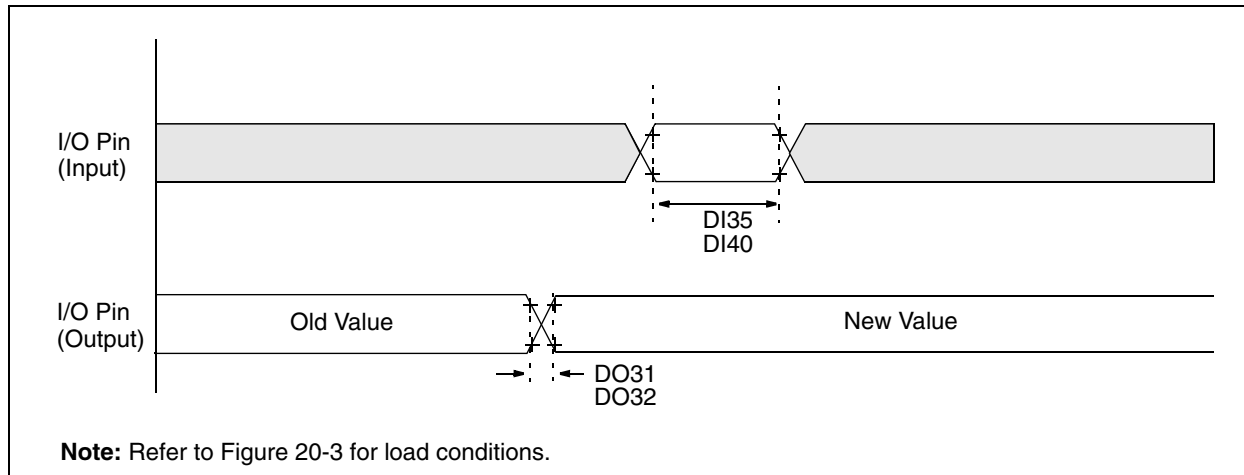 I/O Pin
(Input)
DI35
DI40
I/O Pin
(Output)
Old Value
New Value
DO31
DO32
Note: Refer to Figure 20-3 for load conditions.